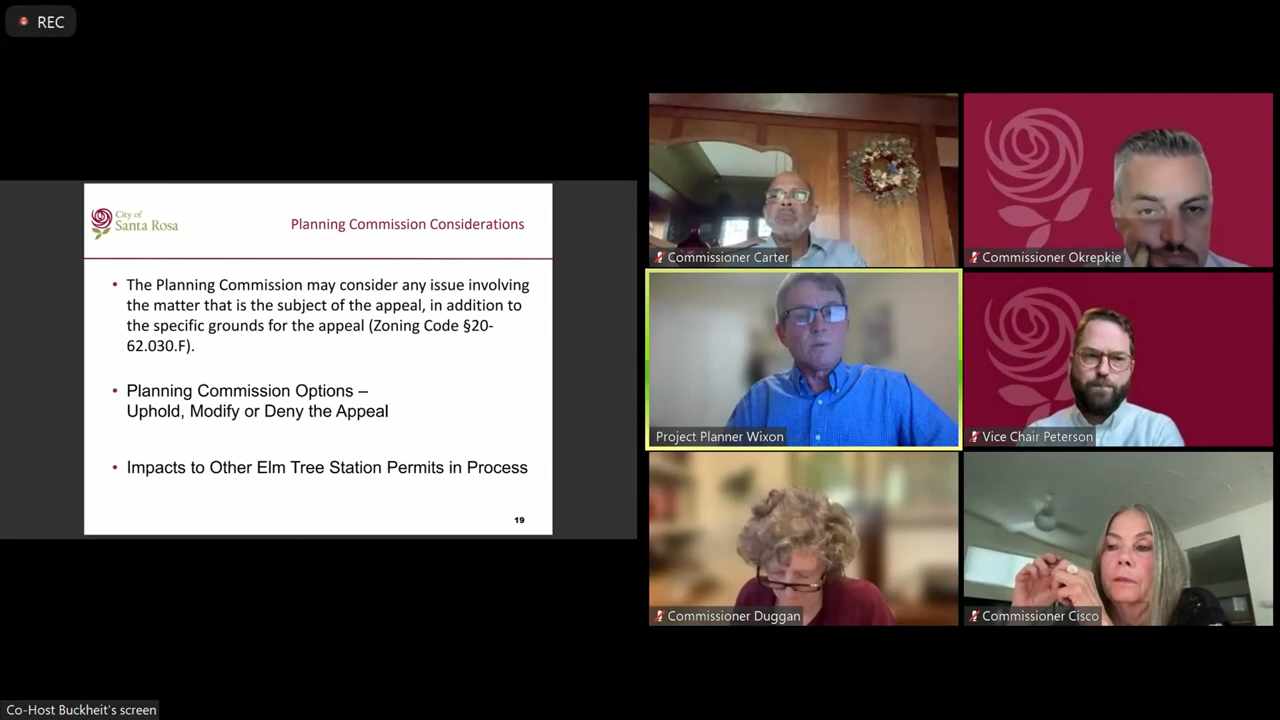 REC
City of
Santa Rosa
Planning Commission Considerations
• The Planning Commission may consider any issue involving
the matter that is the subject of the appeal, in addition to
the specific grounds for the appeal (Zoning Code §20-
62.030.F).
• Planning Commission Options –
Uphold, Modify or Deny the Appeal
• Impacts to Other Elm Tree Station Permits in Process
19
Commissioner Carter
Commissioner Okrepkie
Project Planner Wixon
Vice Chair Peterson
Commissioner Duggan
Commissioner Cisco
Co-Host Buckheit's screen